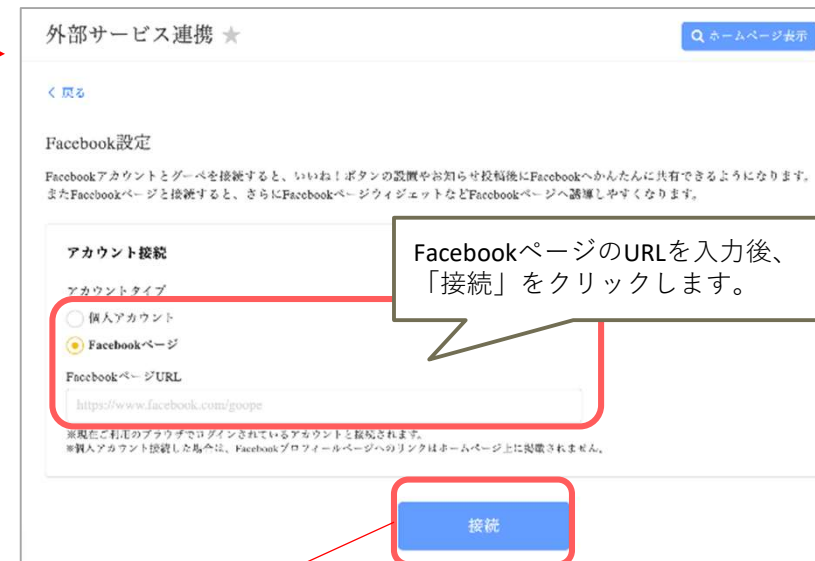 外部サービス連携 ★
ホームページ表示
< 戻る
Facebook設定
Facebookアカウントとグーペを接続すると、いいね！ボタンの設置やお知らせ投稿後にFacebookへかんたんに共有できるようになります。
またFacebookページと接続すると、さらにFacebookページウィジェットなどFacebookページへ誘導しやすくなります。
アカウント接続
FacebookページのURLを入力後、
「接続」をクリックします。
アカウントタイプ
個人アカウント
Facebookページ
FacebookページURL
https://www.facebook.com/goope
※現在ご利用のブラウザでログインされているアカウントと接続されます。
※個人アカウント接続した場合は、Facebookプロフィールページへのリンクはホームページ上に掲載されません。
接続